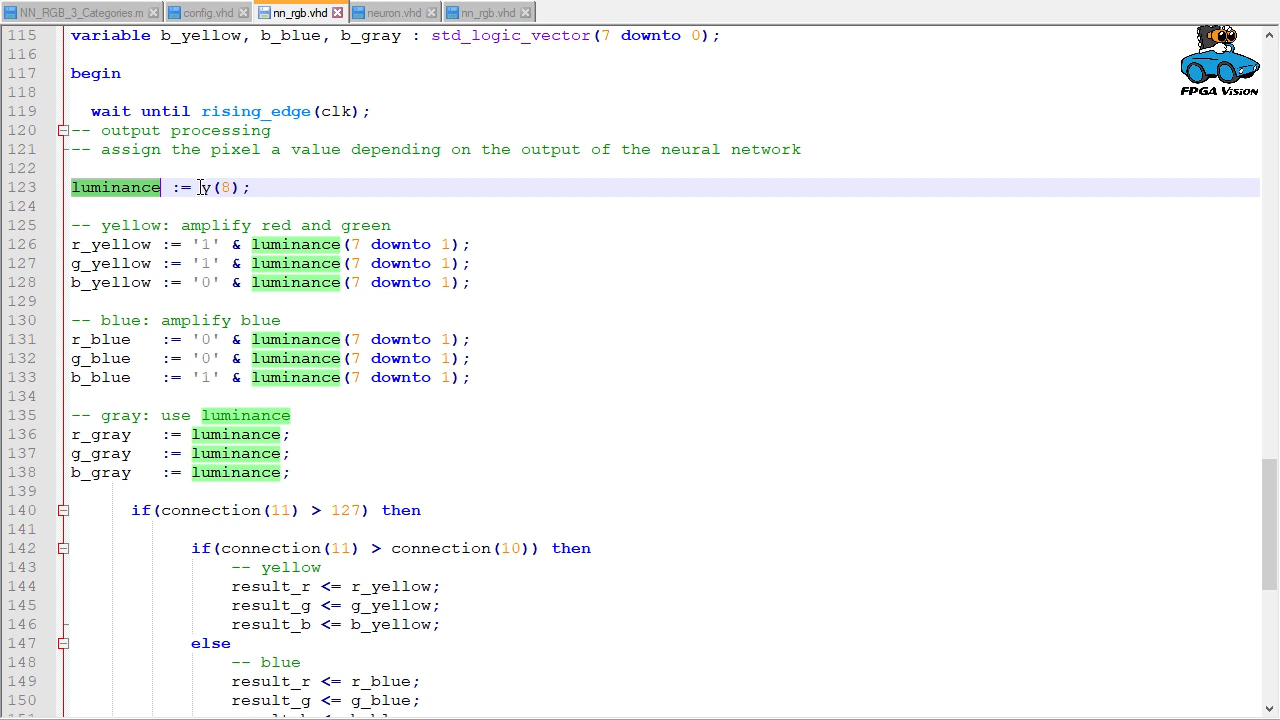 NN_RGB_3_Categories.m config.vhd nn_rgb.vhd neuron.vhd nn_rgb.vhd
115 variable b_yellow, b_blue, b_gray : std_logic_vector(7 downto 0);
116
117 begin
118
119 wait until rising_edge(clk);
120 -- output processing
121 -- assign the pixel a value depending on the output of the neural network
122
123 luminance := y(8);
124
125 -- yellow: amplify red and green
126 r_yellow := '1' & luminance(7 downto 1);
127 g_yellow := '1' & luminance(7 downto 1);
128 b_yellow := '0' & luminance(7 downto 1);
129
130 -- blue: amplify blue
131 r_blue := '0' & luminance(7 downto 1);
132 g_blue := '0' & luminance(7 downto 1);
133 b_blue := '1' & luminance(7 downto 1);
134
135 -- gray: use luminance
136 r_gray := luminance;
137 g_gray := luminance;
138 b_gray := luminance;
139
140 if(connection(11) > 127) then
141
142 if(connection(11) > connection(10)) then
143 -- yellow
144 result_r <= r_yellow;
145 result_g <= g_yellow;
146 result_b <= b_yellow;
147 else
148 -- blue
149 result_r <= r_blue;
150 result_g <= g_blue;
FPGA Vision